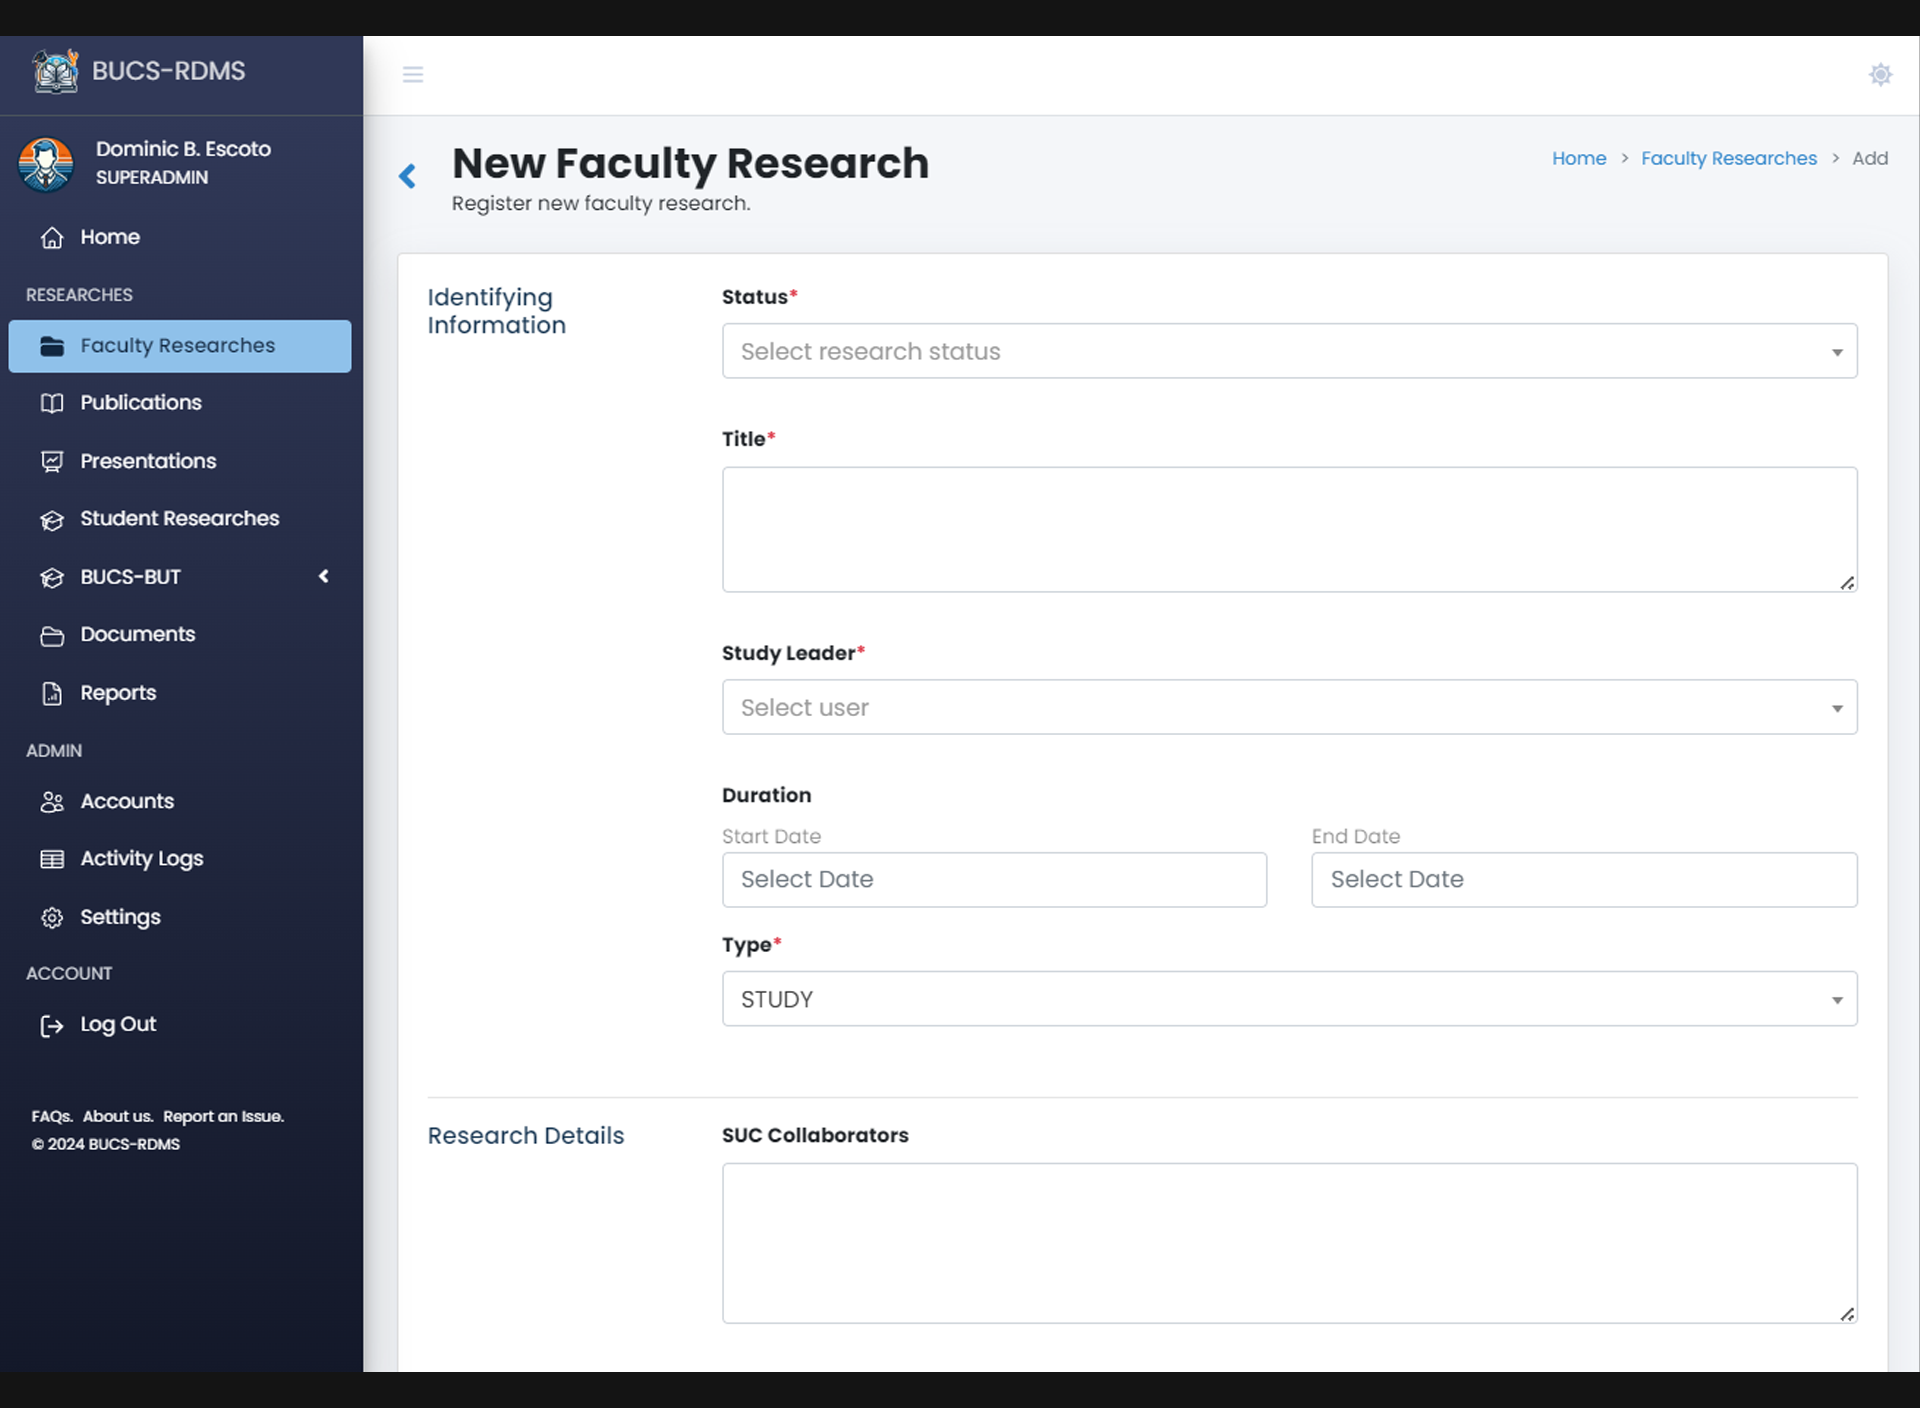 BUCS-RDMS
Dominic B. Escoto
SUPERADMIN
Home
RESEARCHES
Faculty Researches
Publications
Presentations
Student Researches
BUCS-BUT
Documents
Reports
ADMIN
Accounts
Activity Logs
Settings
ACCOUNT
Log Out
FAQs. About us. Report an Issue.
© 2024 BUCS-RDMS
New Faculty Research
Register new faculty research.
Home > Faculty Researches > Add
Identifying
Information
Status*
Select research status
Title*
Study Leader*
Select user
Duration
Start Date
Select Date
End Date
Select Date
Type*
STUDY
Research Details
SUC Collaborators